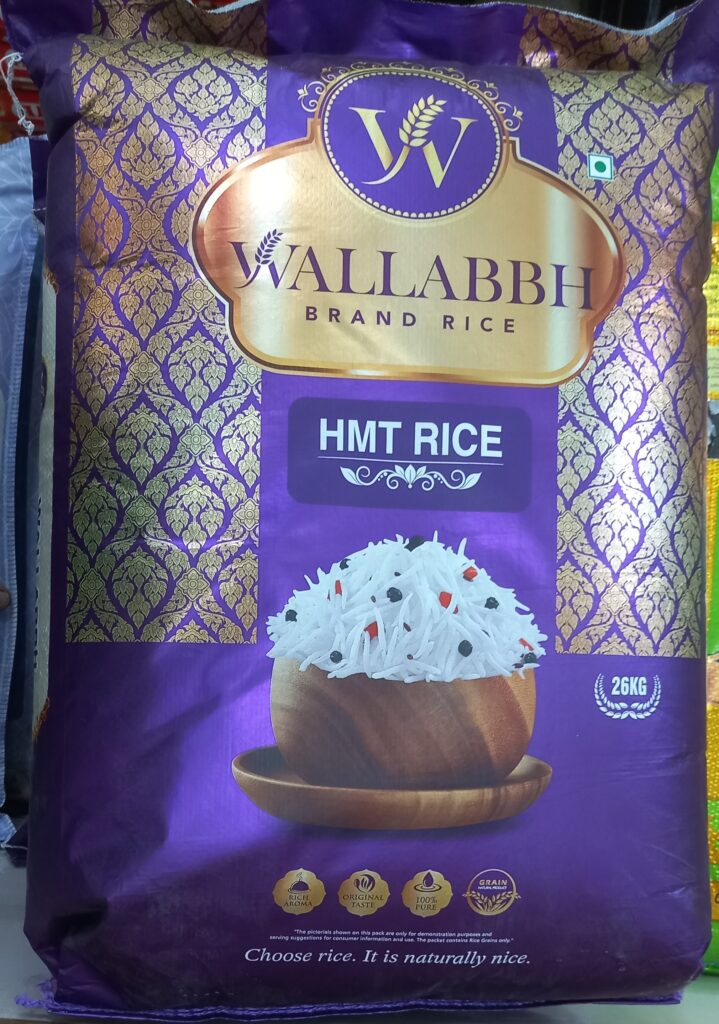 W
WALLABBH
BRAND RICE
HMT RICE
26KG
RICH
AROMA
ORIGINAL
TASTE
100%
PURE
GRAIN
NATURAL PRODUCT
"The pictorials shown on this pack are only for demonstration purposes and
serving suggestions for consumer information and use. The packet contains Rice Grains only."
Choose rice. It is naturally nice.